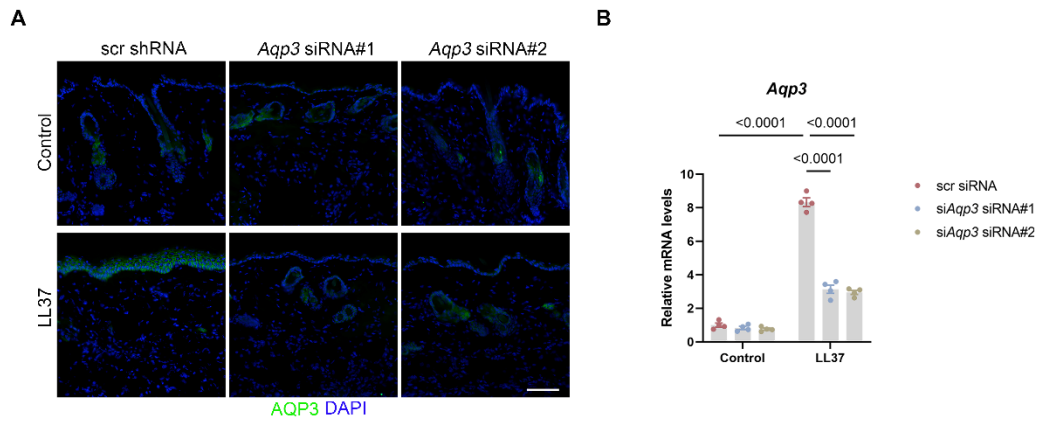 A
scr shRNA
Aqp3 siRNA#1
Aqp3 siRNA#2
Control
LL37
AQP3 DAPI
B
Aqp3
<0.0001 <0.0001
<0.0001
Relative mRNA levels
10
8
6
4
2
0
Control LL37
scr siRNA
siAqp3 siRNA#1
siAqp3 siRNA#2